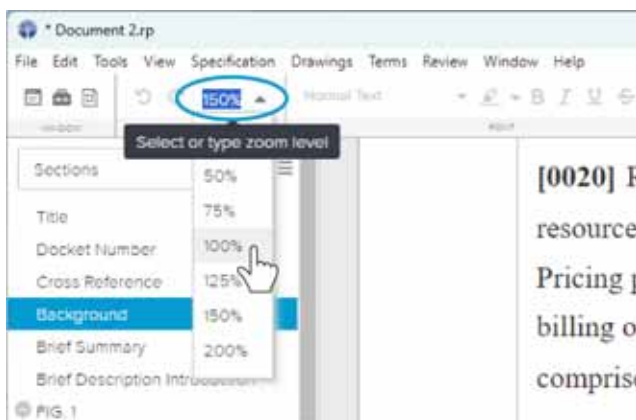 * Document 2.rp
File Edit Tools View Specification Drawings Terms Review Window Help
150% Normal Text B I U S
EDIT
Select or type zoom level
Sections
50%
75%
100%
125%
150%
200%
Title
Docket Number
Cross Reference
Background
Brief Summary
Brief Description
FIG. 1
[0020]
resource
Pricing
billing